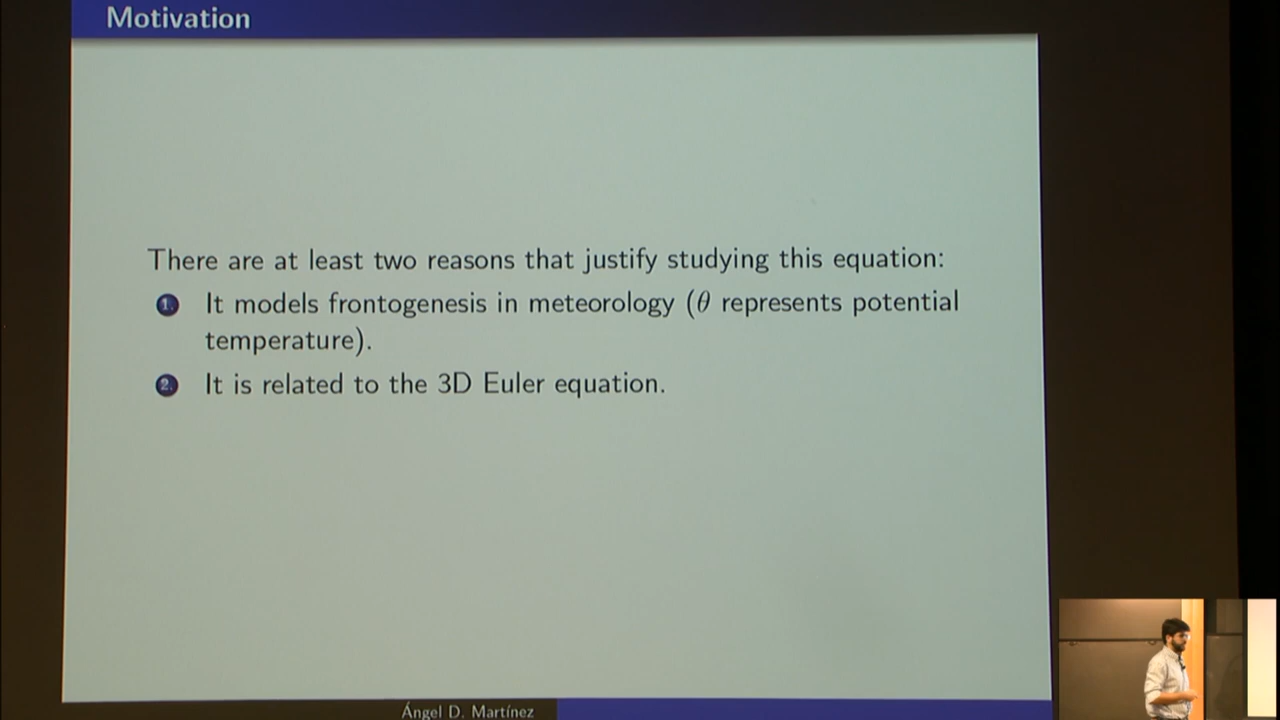 Motivation
There are at least two reasons that justify studying this equation:
1. It models frontogenesis in meteorology (θ represents potential
temperature).
2. It is related to the 3D Euler equation.
Ángel D. Martínez